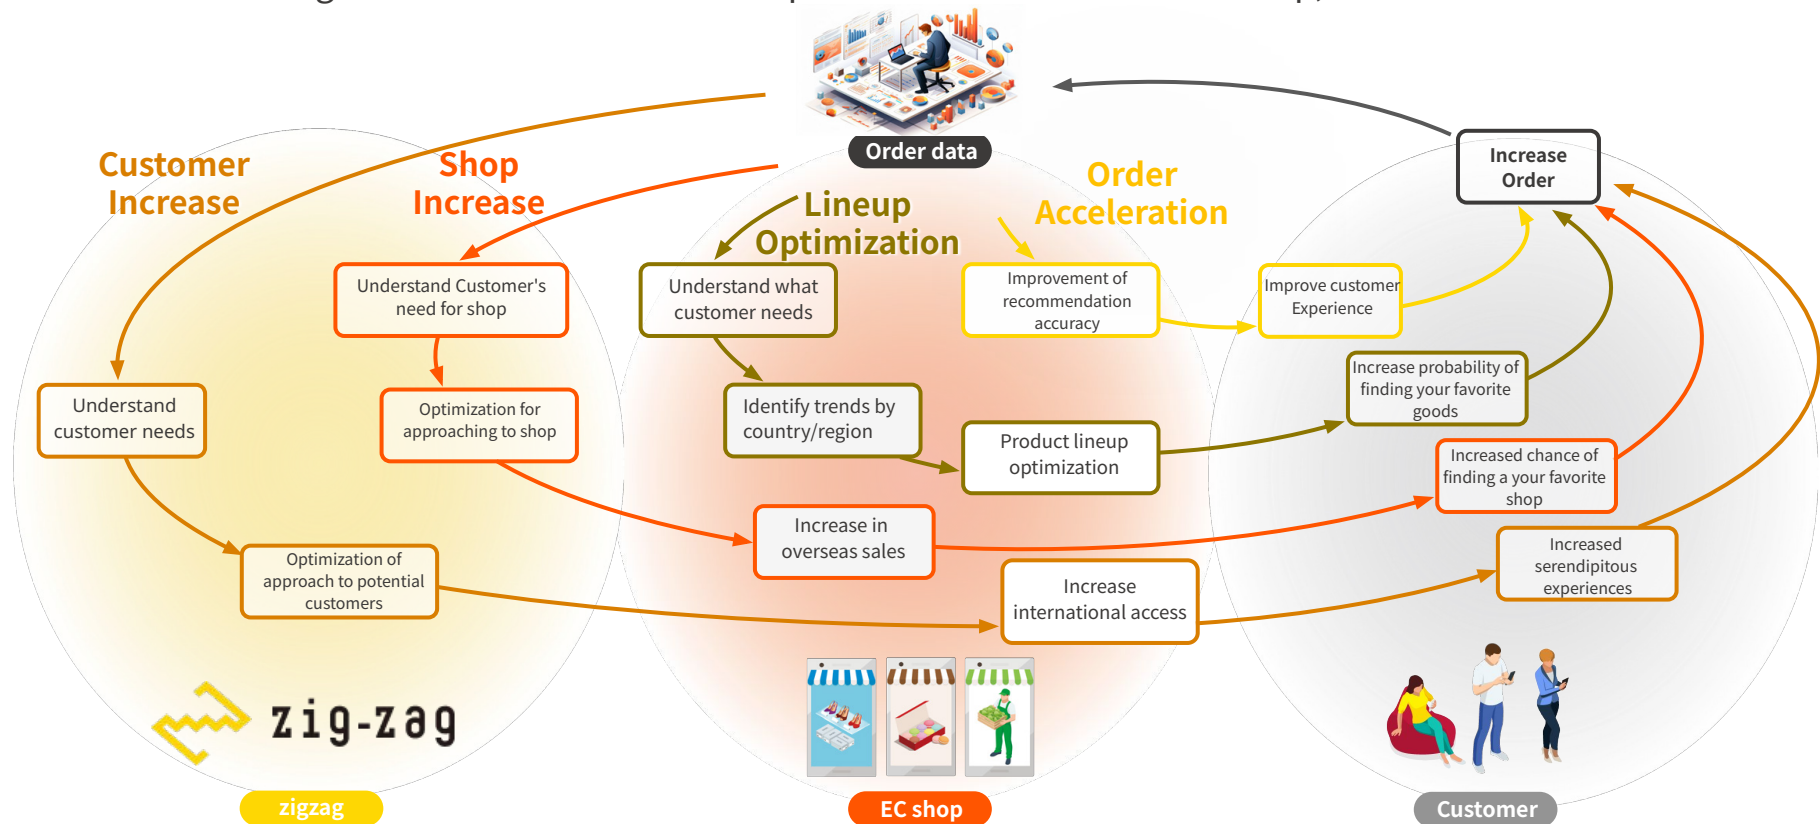 Order data
Customer
Increase
Shop
Increase
Lineup
Optimization
Order
Acceleration
Increase
Order
Understand Customer's
need for shop
Understand what
customer needs
Improvement of
recommendation
accuracy
Improve customer
Experience
Understand
customer needs
Optimization for
approaching to shop
Identify trends by
country/region
Product lineup
optimization
Increase probability of
finding your favorite
goods
Increased chance of
finding a your favorite
shop
Increase in
overseas sales
Optimization of
approach to potential
customers
Increase
international access
Increased
serendipitous
experiences
zig-zag
zigzag
EC shop
Customer